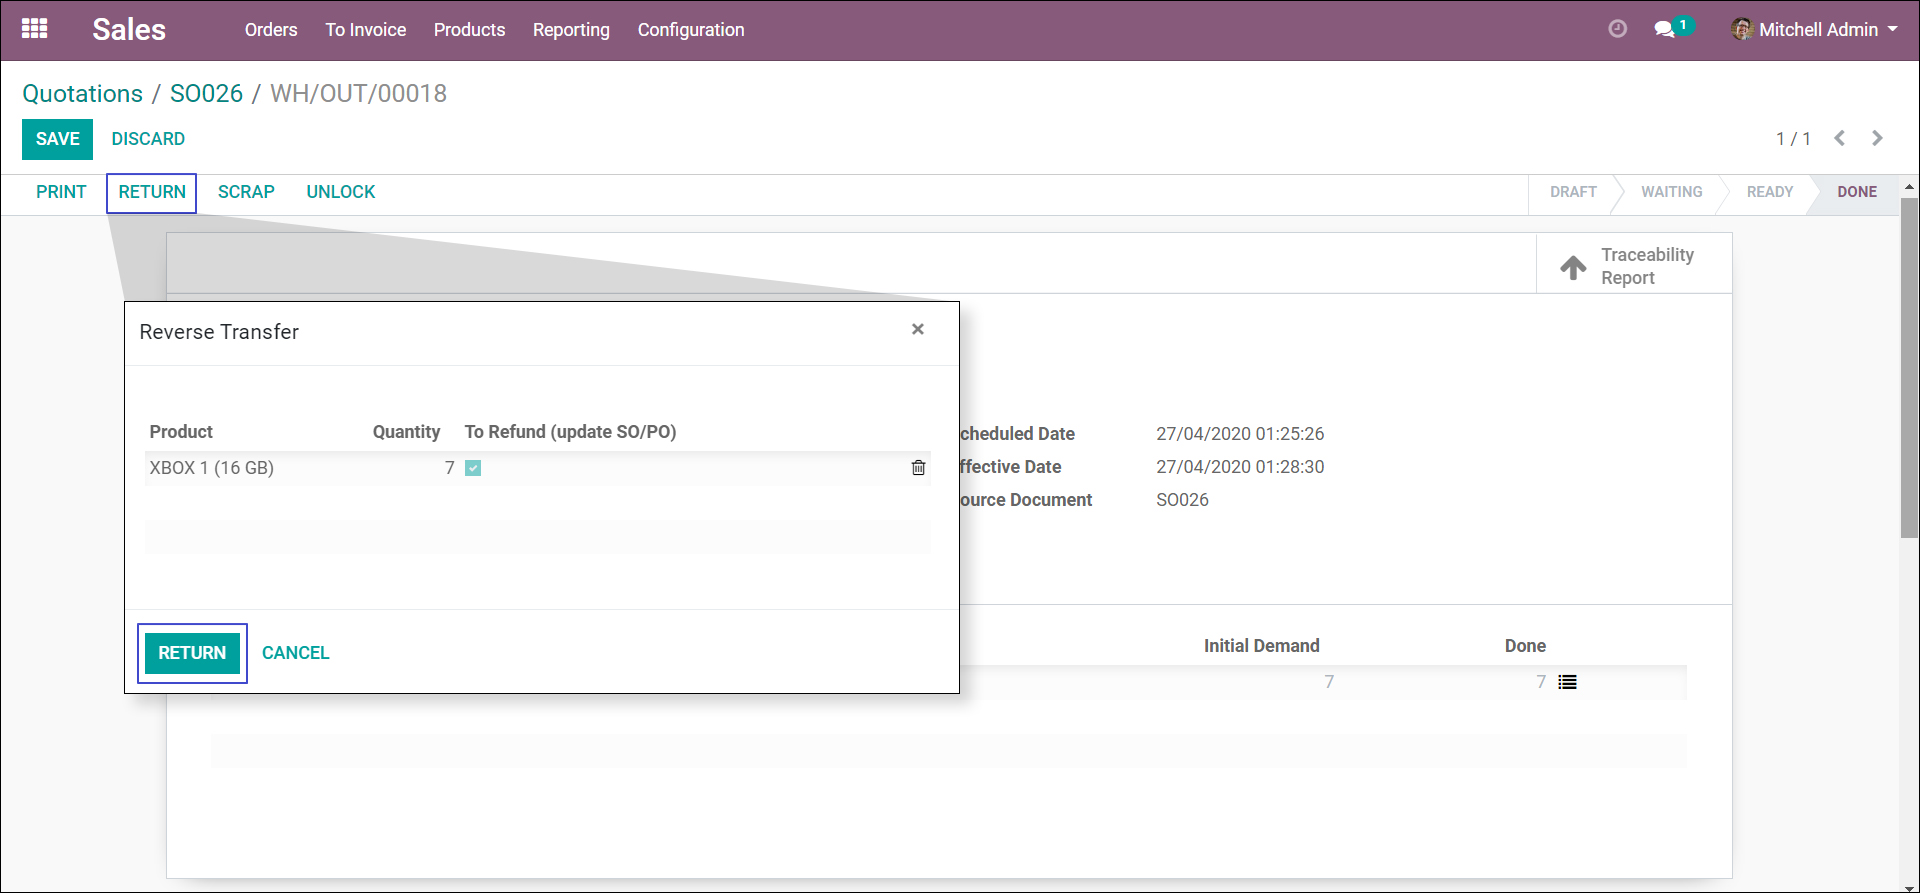 Sales Orders To Invoice Products Reporting Configuration 1 Mitchell Admin
Quotations / SO026 / WH/OUT/00018
SAVE DISCARD 1 / 1
PRINT RETURN SCRAP UNLOCK DRAFT WAITING READY DONE
Traceability
Report
Reverse Transfer ×
Product Quantity To Refund (update SO/PO)
XBOX 1 (16 GB) 7
RETURN CANCEL
cheduled Date 27/04/2020 01:25:26
ffective Date 27/04/2020 01:28:30
ource Document SO026
Initial Demand Done
7 7